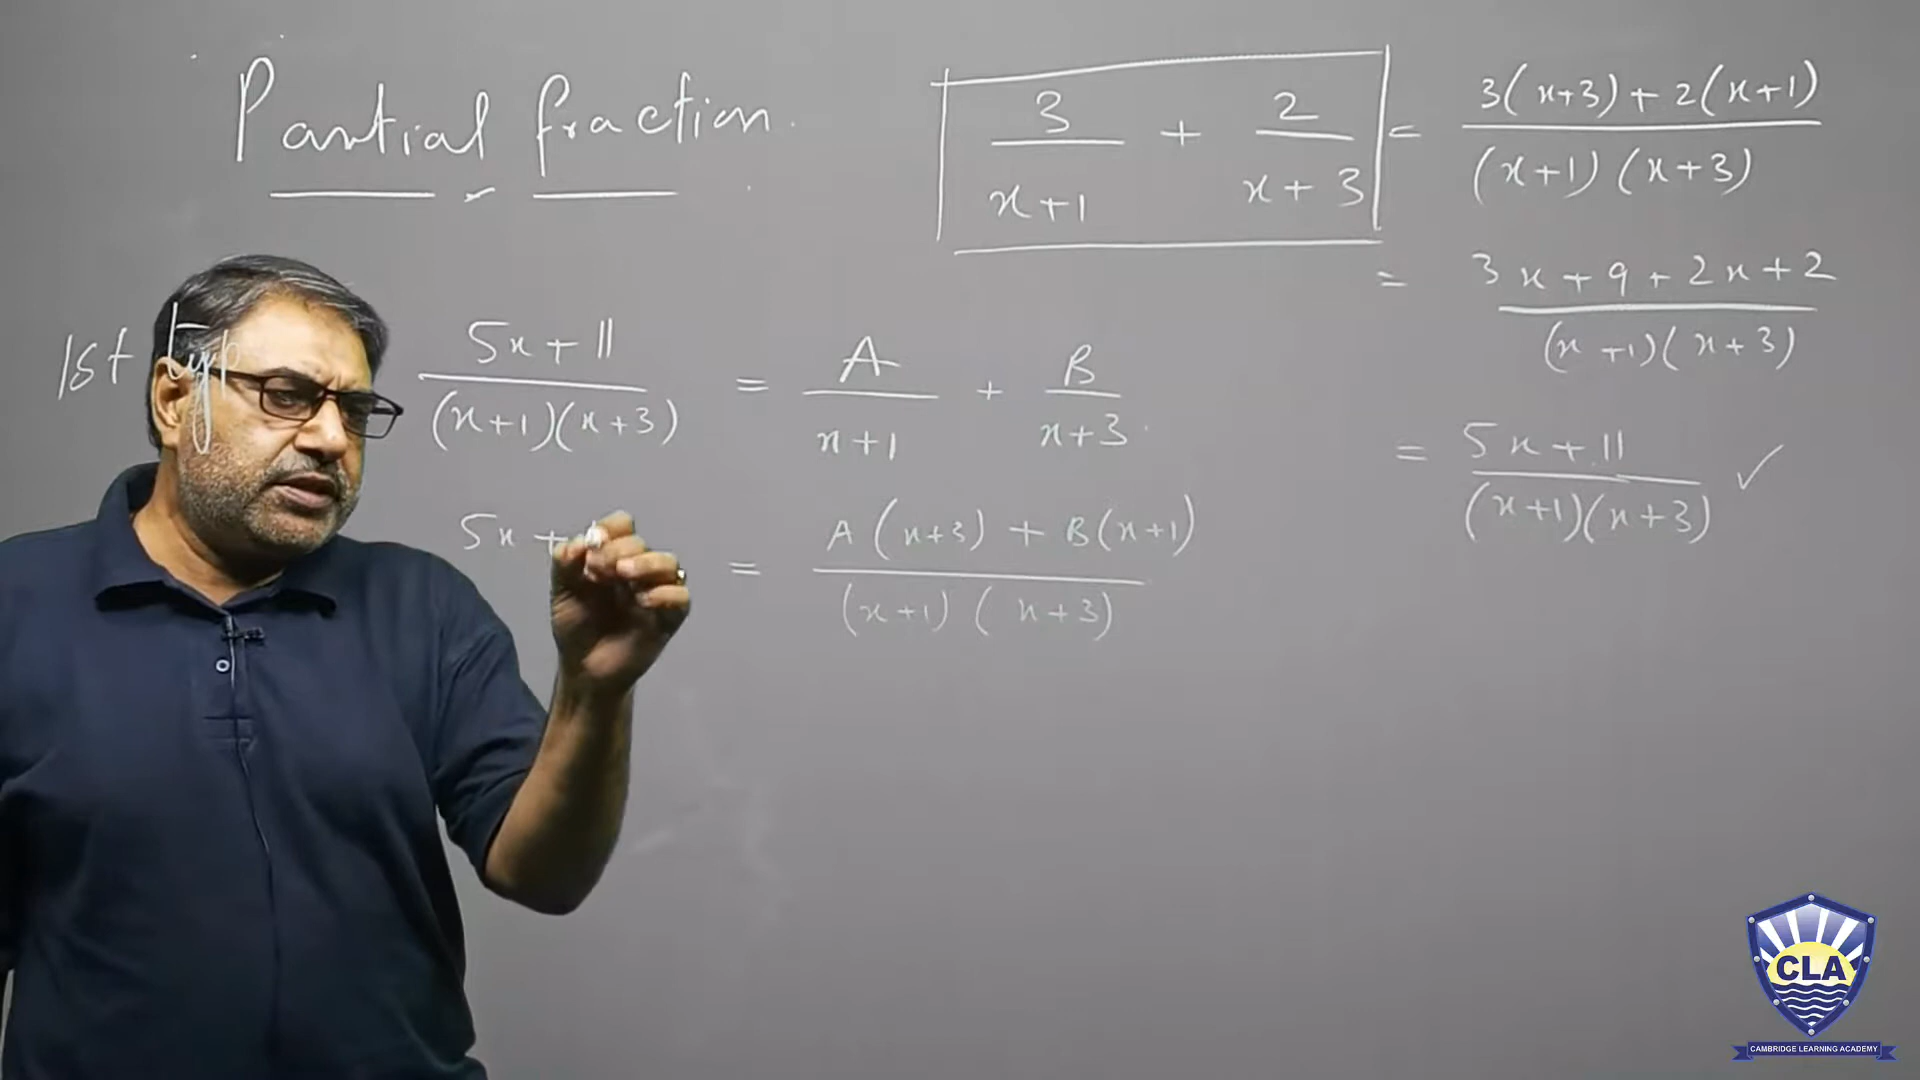 Partial fraction.
3/(x+1) + 2/(x+3) = (3(x+3)+2(x+1))/((x+1)(x+3))
= (3x+9+2x+2)/((x+1)(x+3))
= (5x+11)/((x+1)(x+3)) ✓
1st typ
(5x+11)/((x+1)(x+3)) = A/(x+1) + B/(x+3)
5x + = (A(x+3) + B(x+1))/((x+1)(x+3))
CLA
CAMBRIDGE LEARNING ACADEMY